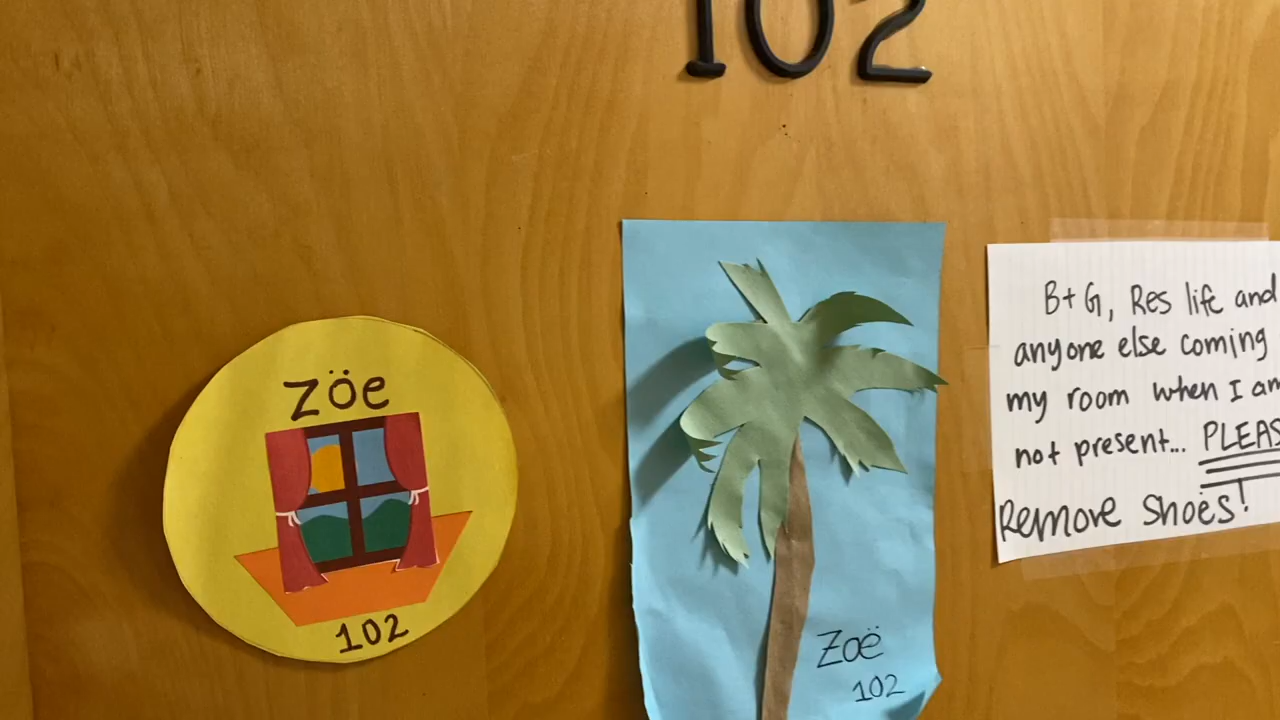 102
Zöe
102
Zoë
102
B+G, Res life and
anyone else coming
my room when I am
not present... PLEAS
Remove Shoes!